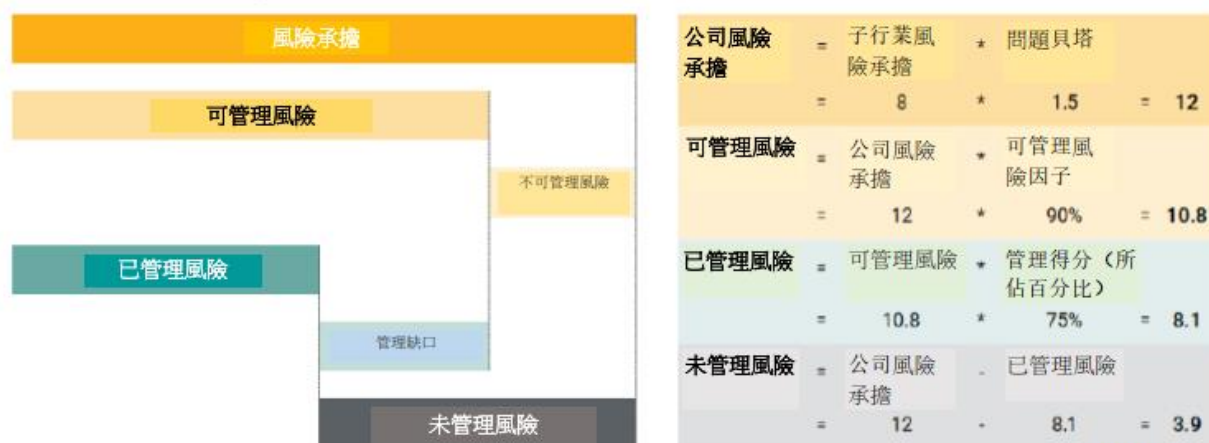 風險承擔
可管理風險
不可管理風險
已管理風險
管理缺口
未管理風險
公司風險 = 子行業風 * 問題貝塔
承擔 險承擔
= 8 * 1.5 = 12
可管理風險 = 公司風險 * 可管理風
承擔 險因子
= 12 * 90% = 10.8
已管理風險 = 可管理風險 * 管理得分（所
佔百分比）
= 10.8 * 75% = 8.1
未管理風險 = 公司風險 - 已管理風險
承擔
= 12 - 8.1 = 3.9